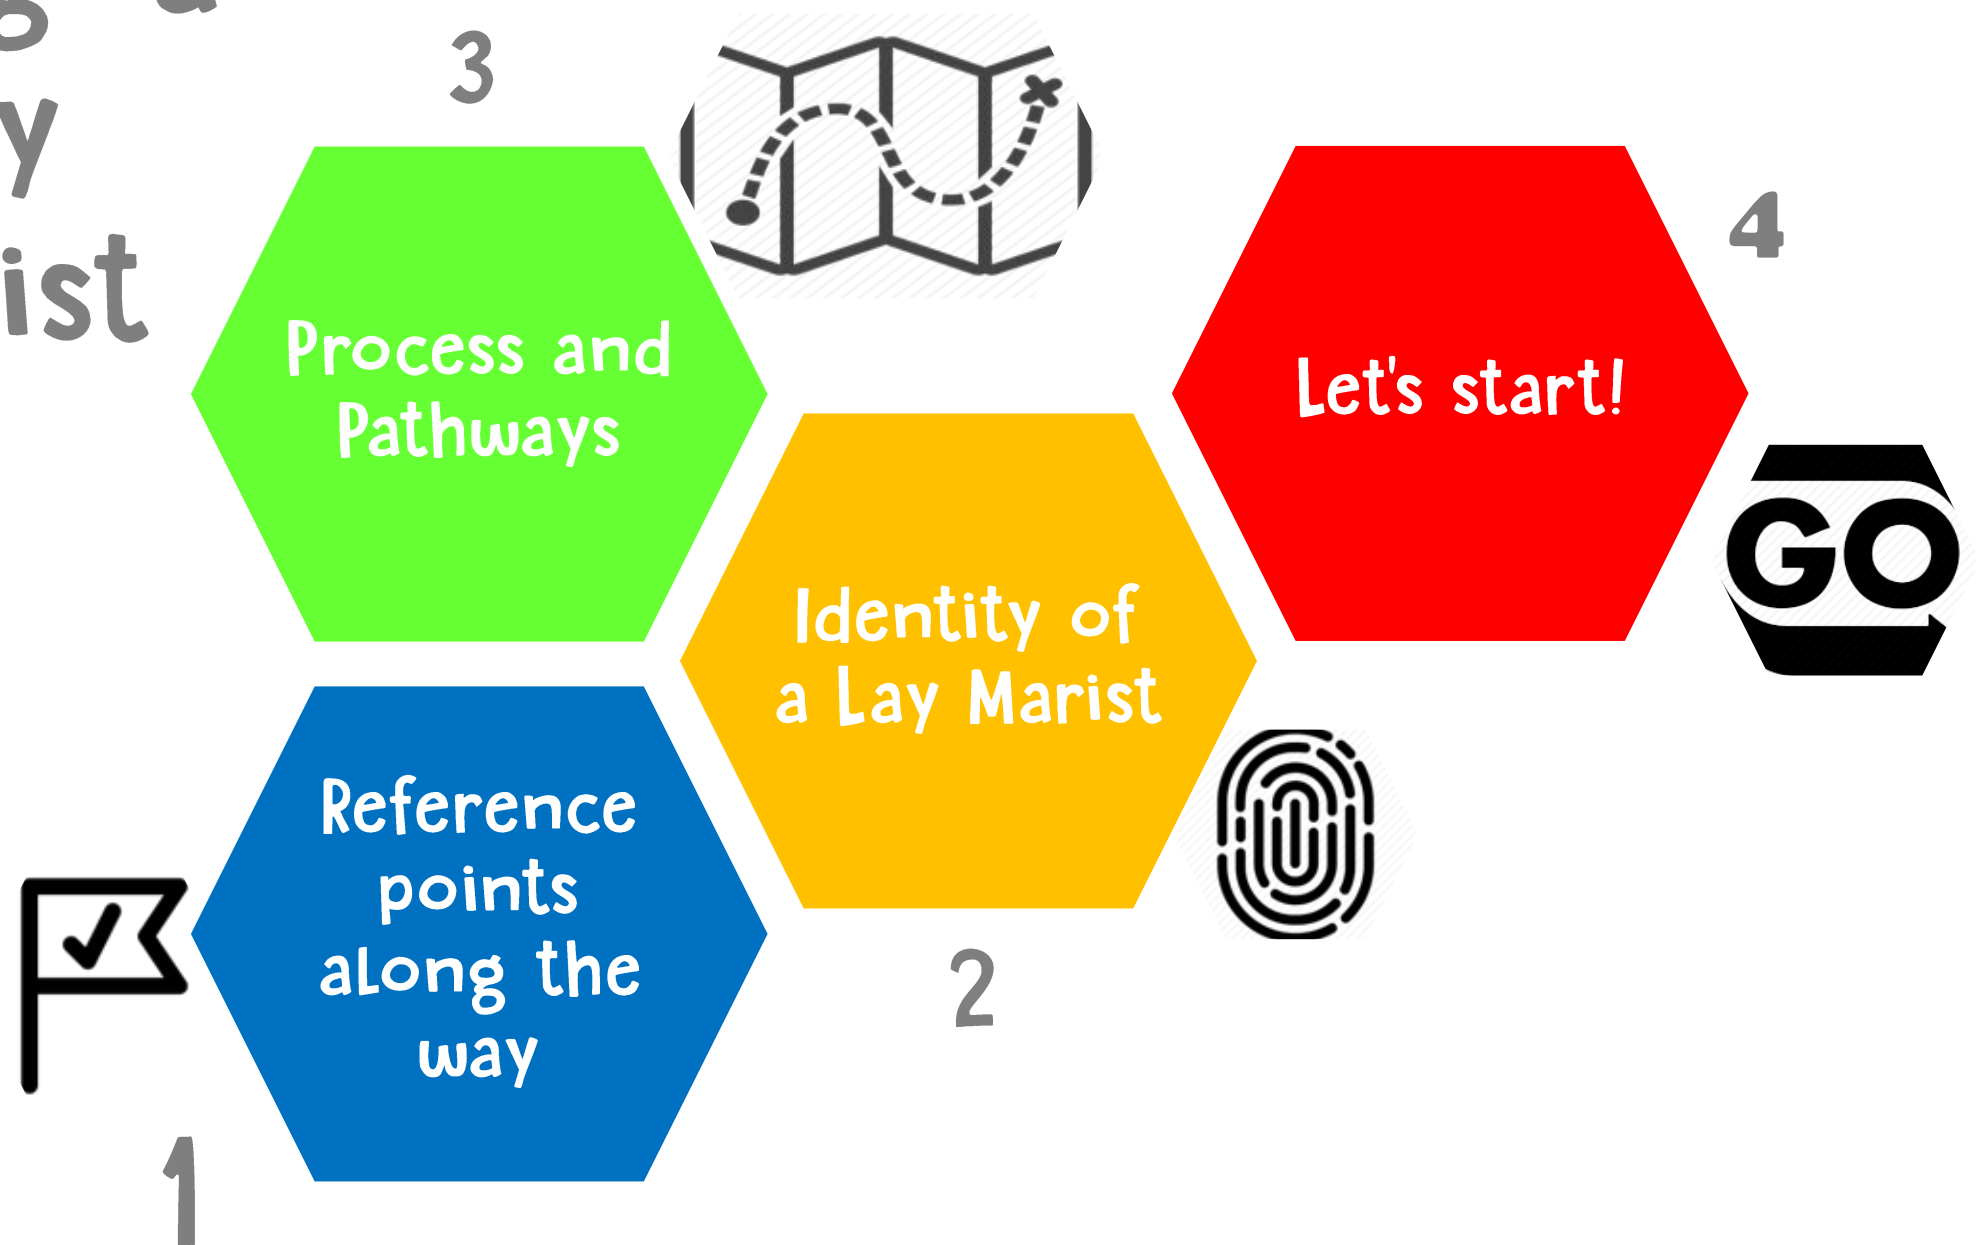 3
Process and
Pathways
4
Let's start!
GO
Identity of
a Lay Marist
2
Reference
points
along the
way
1